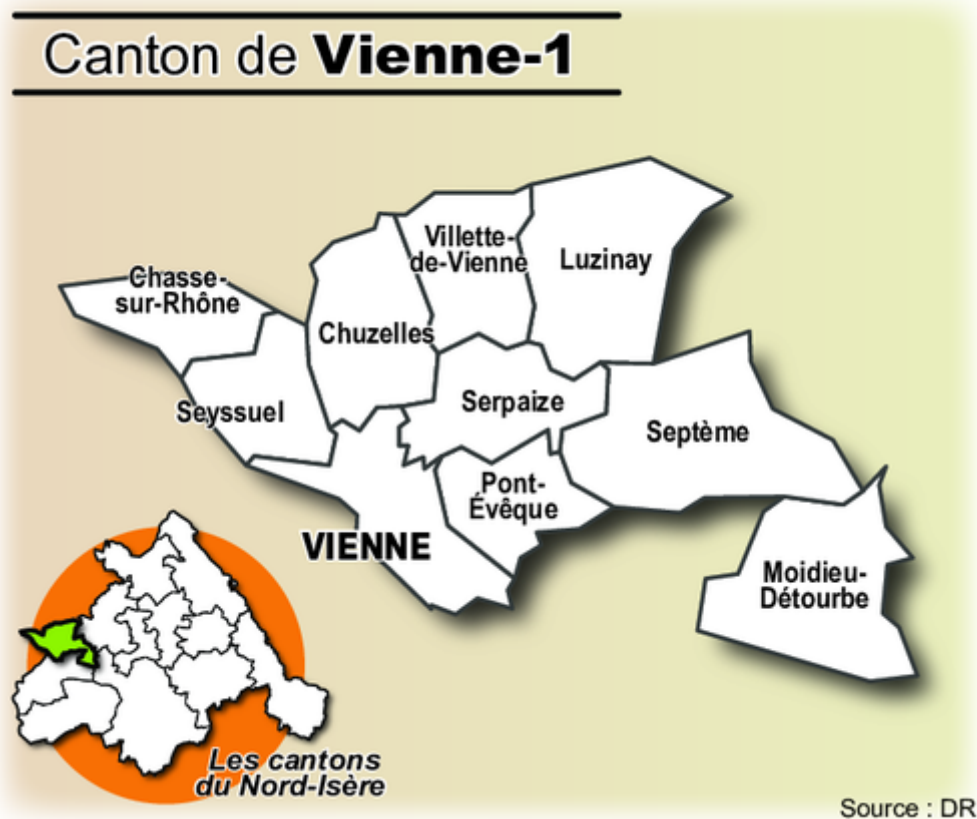 Canton de Vienne-1
Villette-
de-Vienne
Luzinay
Chasse-
sur-Rhône
Chuzelles
Seyssuel
Serpaize
Septème
Pont-
Évêque
VIENNE
Moidieu-
Détourbe
Les cantons
du Nord-Isère
Source : DR